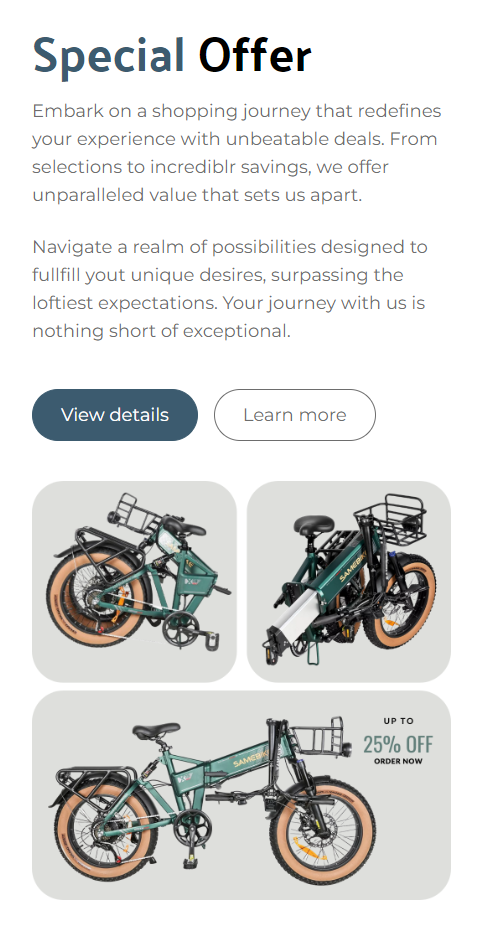 Special Offer
Embark on a shopping journey that redefines
your experience with unbeatable deals. From
selections to incrediblr savings, we offer
unparalleled value that sets us apart.
Navigate a realm of possibilities designed to
fullfill yout unique desires, surpassing the
loftiest expectations. Your journey with us is
nothing short of exceptional.
View details
Learn more
SAMEBIKE
UP TO
25% OFF
ORDER NOW